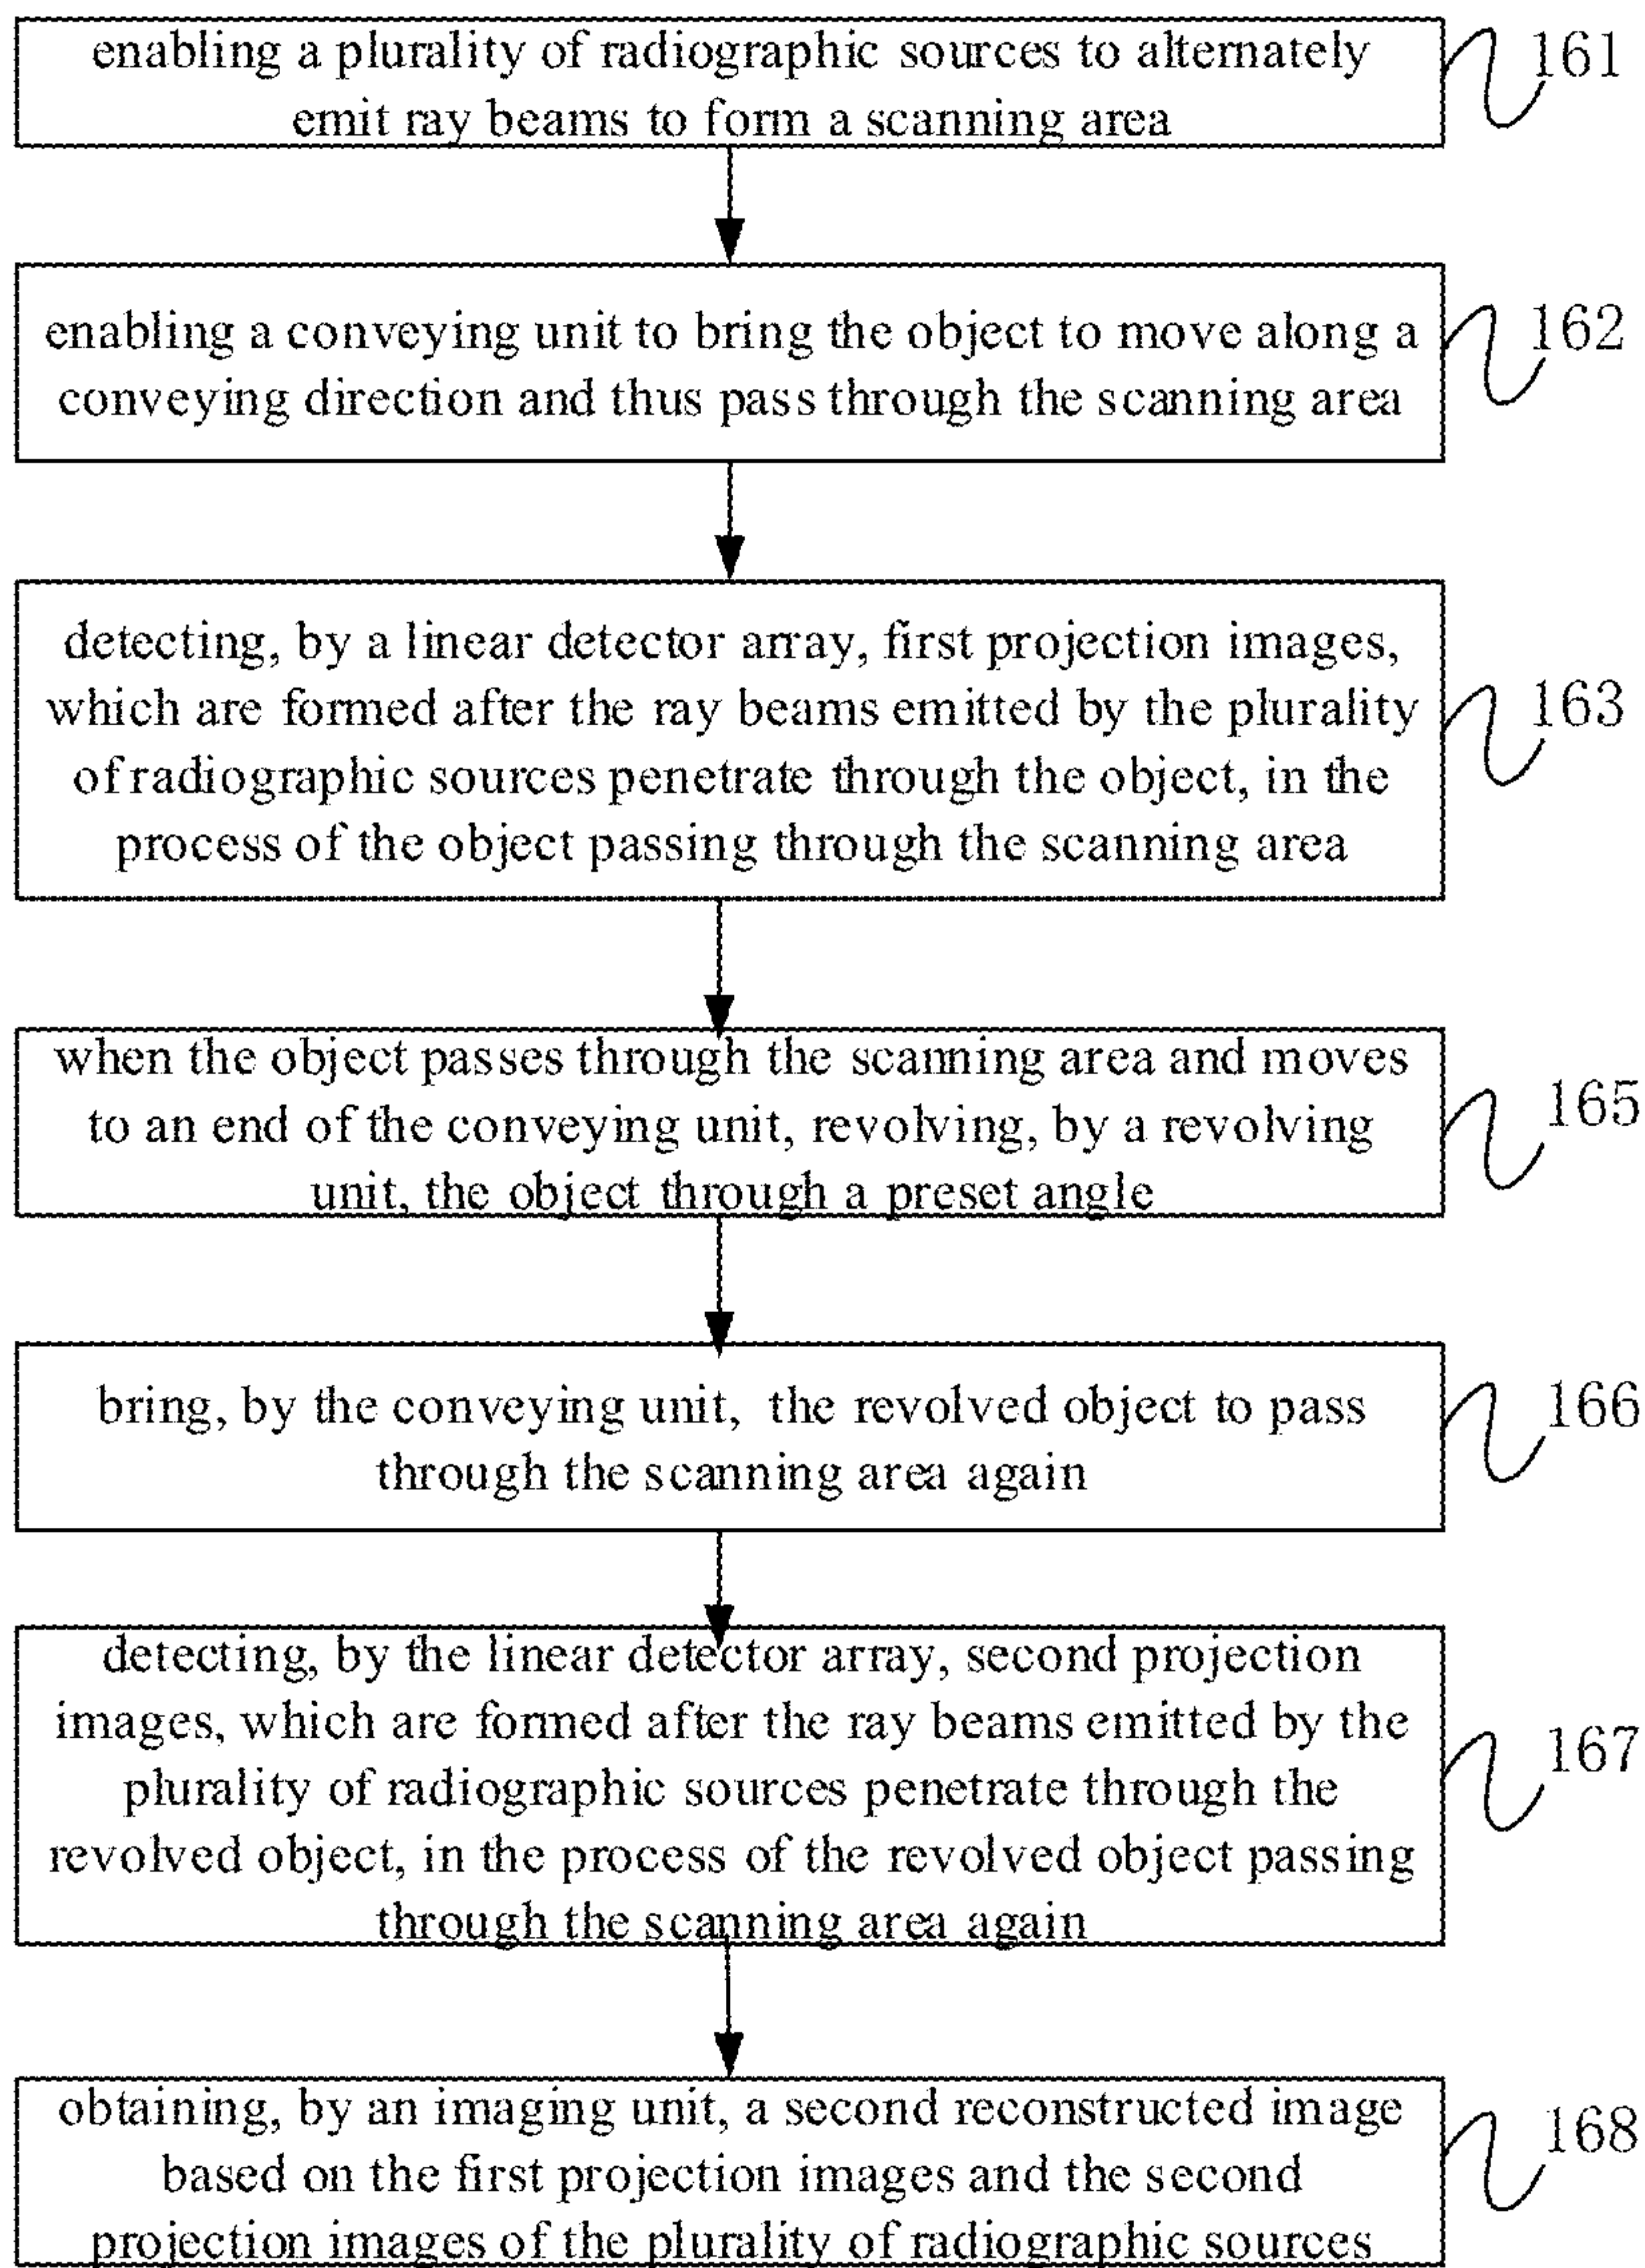 enabling a plurality of radiographic sources to alternately
emit ray beams to form a scanning area
161
enabling a conveying unit to bring the object to move along a
conveying direction and thus pass through the scanning area
162
detecting, by a linear detector array, first projection images,
which are formed after the ray beams emitted by the plurality
of radiographic sources penetrate through the object, in the
process of the object passing through the scanning area
163
when the object passes through the scanning area and moves
to an end of the conveying unit, revolving, by a revolving
unit, the object through a preset angle
165
bring, by the conveying unit, the revolved object to pass
through the scanning area again
166
detecting, by the linear detector array, second projection
images, which are formed after the ray beams emitted by the
plurality of radiographic sources penetrate through the
revolved object, in the process of the revolved object passing
through the scanning area again
167
obtaining, by an imaging unit, a second reconstructed image
based on the first projection images and the second
projection images of the plurality of radiographic sources
168